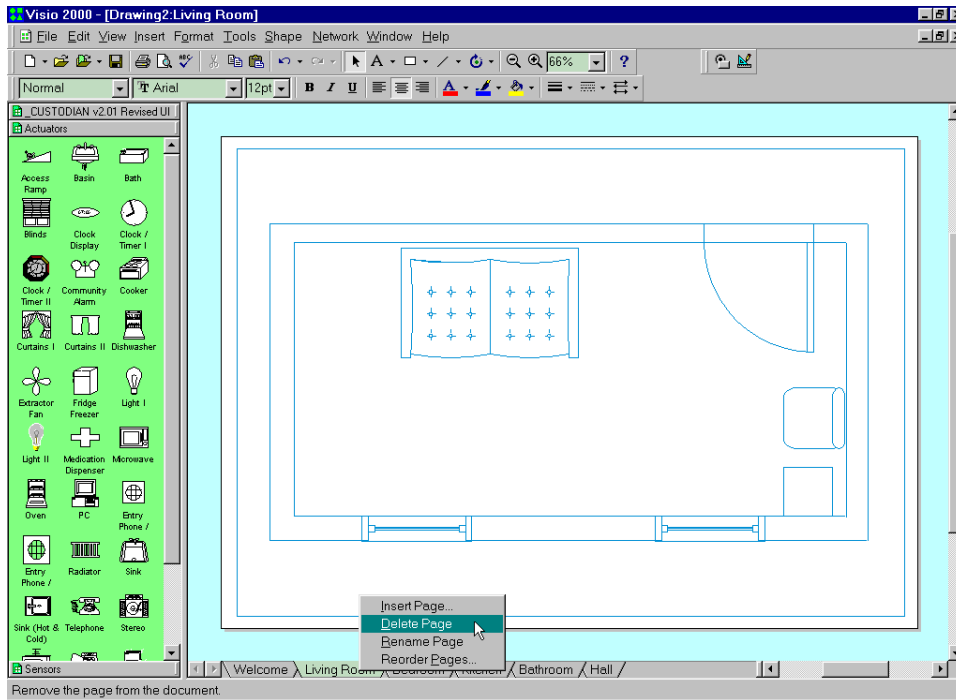 Visio 2000 - [Drawing2:Living Room]
File Edit View Insert Format Tools Shape Network Window Help
66%
Normal Arial 12pt
_CUSTODIAN v2.01 Revised UI
Actuators
Access Ramp
Basin
Bath
Blinds
Clock Display
Clock / Timer I
Clock / Timer II
Community Alarm
Cooker
Curtains I
Curtains II
Dishwasher
Extractor Fan
Fridge Freezer
Light I
Light II
Medication Dispenser
Microwave
Oven
PC
Entry Phone /
Entry Phone /
Radiator
Sink
Sink (Hot & Cold)
Telephone
Stereo
Sensors
Insert Page...
Delete Page
Rename Page
Reorder Pages...
Welcome Living Room Bedroom Kitchen Bathroom Hall
Remove the page from the document.